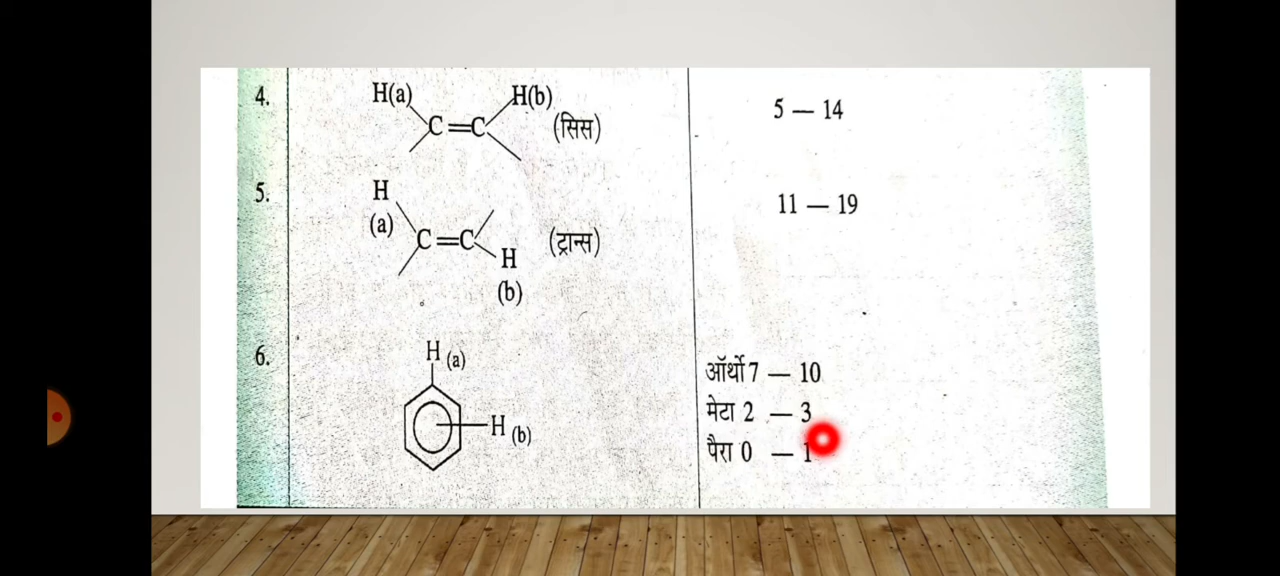 4. H(a) H(b) 5 — 14
C=C (सिस)
5. H 11 — 19
(a)
C=C (ट्रान्स)
H
(b)
6. H (a)
ऑर्थो 7 — 10
मेटा 2 — 3
H (b)
पैरा 0 — 1